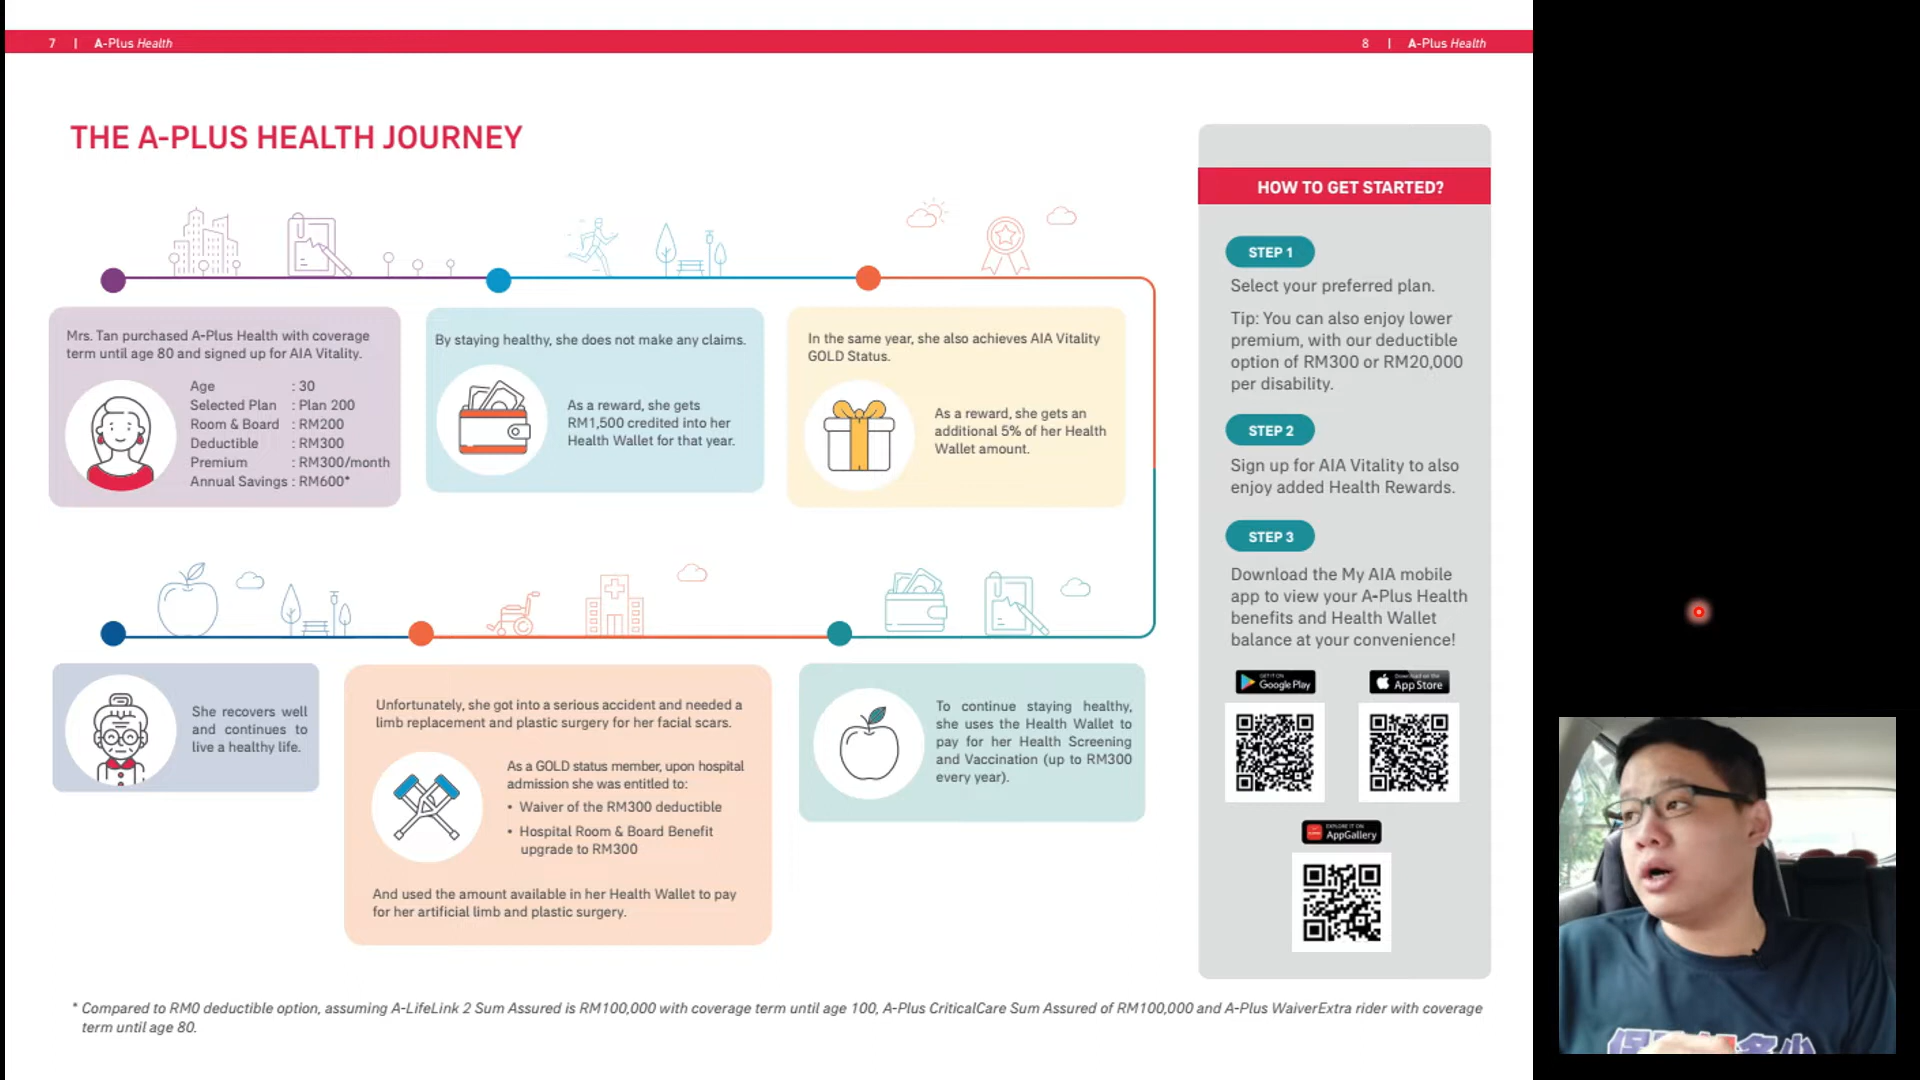 7 | A-Plus Health
8 | A-Plus Health
THE A-PLUS HEALTH JOURNEY
Mrs. Tan purchased A-Plus Health with coverage
term until age 80 and signed up for AIA Vitality.
Age : 30
Selected Plan : Plan 200
Room & Board : RM200
Deductible : RM300
Premium : RM300/month
Annual Savings : RM600*
By staying healthy, she does not make any claims.
As a reward, she gets
RM1,500 credited into her
Health Wallet for that year.
In the same year, she also achieves AIA Vitality
GOLD Status.
As a reward, she gets an
additional 5% of her Health
Wallet amount.
To continue staying healthy,
she uses the Health Wallet to
pay for her Health Screening
and Vaccination (up to RM300
every year).
Unfortunately, she got into a serious accident and needed a
limb replacement and plastic surgery for her facial scars.
As a GOLD status member, upon hospital
admission she was entitled to:
• Waiver of the RM300 deductible
• Hospital Room & Board Benefit
upgrade to RM300
And used the amount available in her Health Wallet to pay
for her artificial limb and plastic surgery.
She recovers well
and continues to
live a healthy life.
HOW TO GET STARTED?
STEP 1
Select your preferred plan.
Tip: You can also enjoy lower
premium, with our deductible
option of RM300 or RM20,000
per disability.
STEP 2
Sign up for AIA Vitality to also
enjoy added Health Rewards.
STEP 3
Download the My AIA mobile
app to view your A-Plus Health
benefits and Health Wallet
balance at your convenience!
GET IT ON
Google Play
Download on the
App Store
EXPLORE IT ON
AppGallery
* Compared to RM0 deductible option, assuming A-LifeLink 2 Sum Assured is RM100,000 with coverage term until age 100, A-Plus CriticalCare Sum Assured of RM100,000 and A-Plus WaiverExtra rider with coverage
term until age 80.